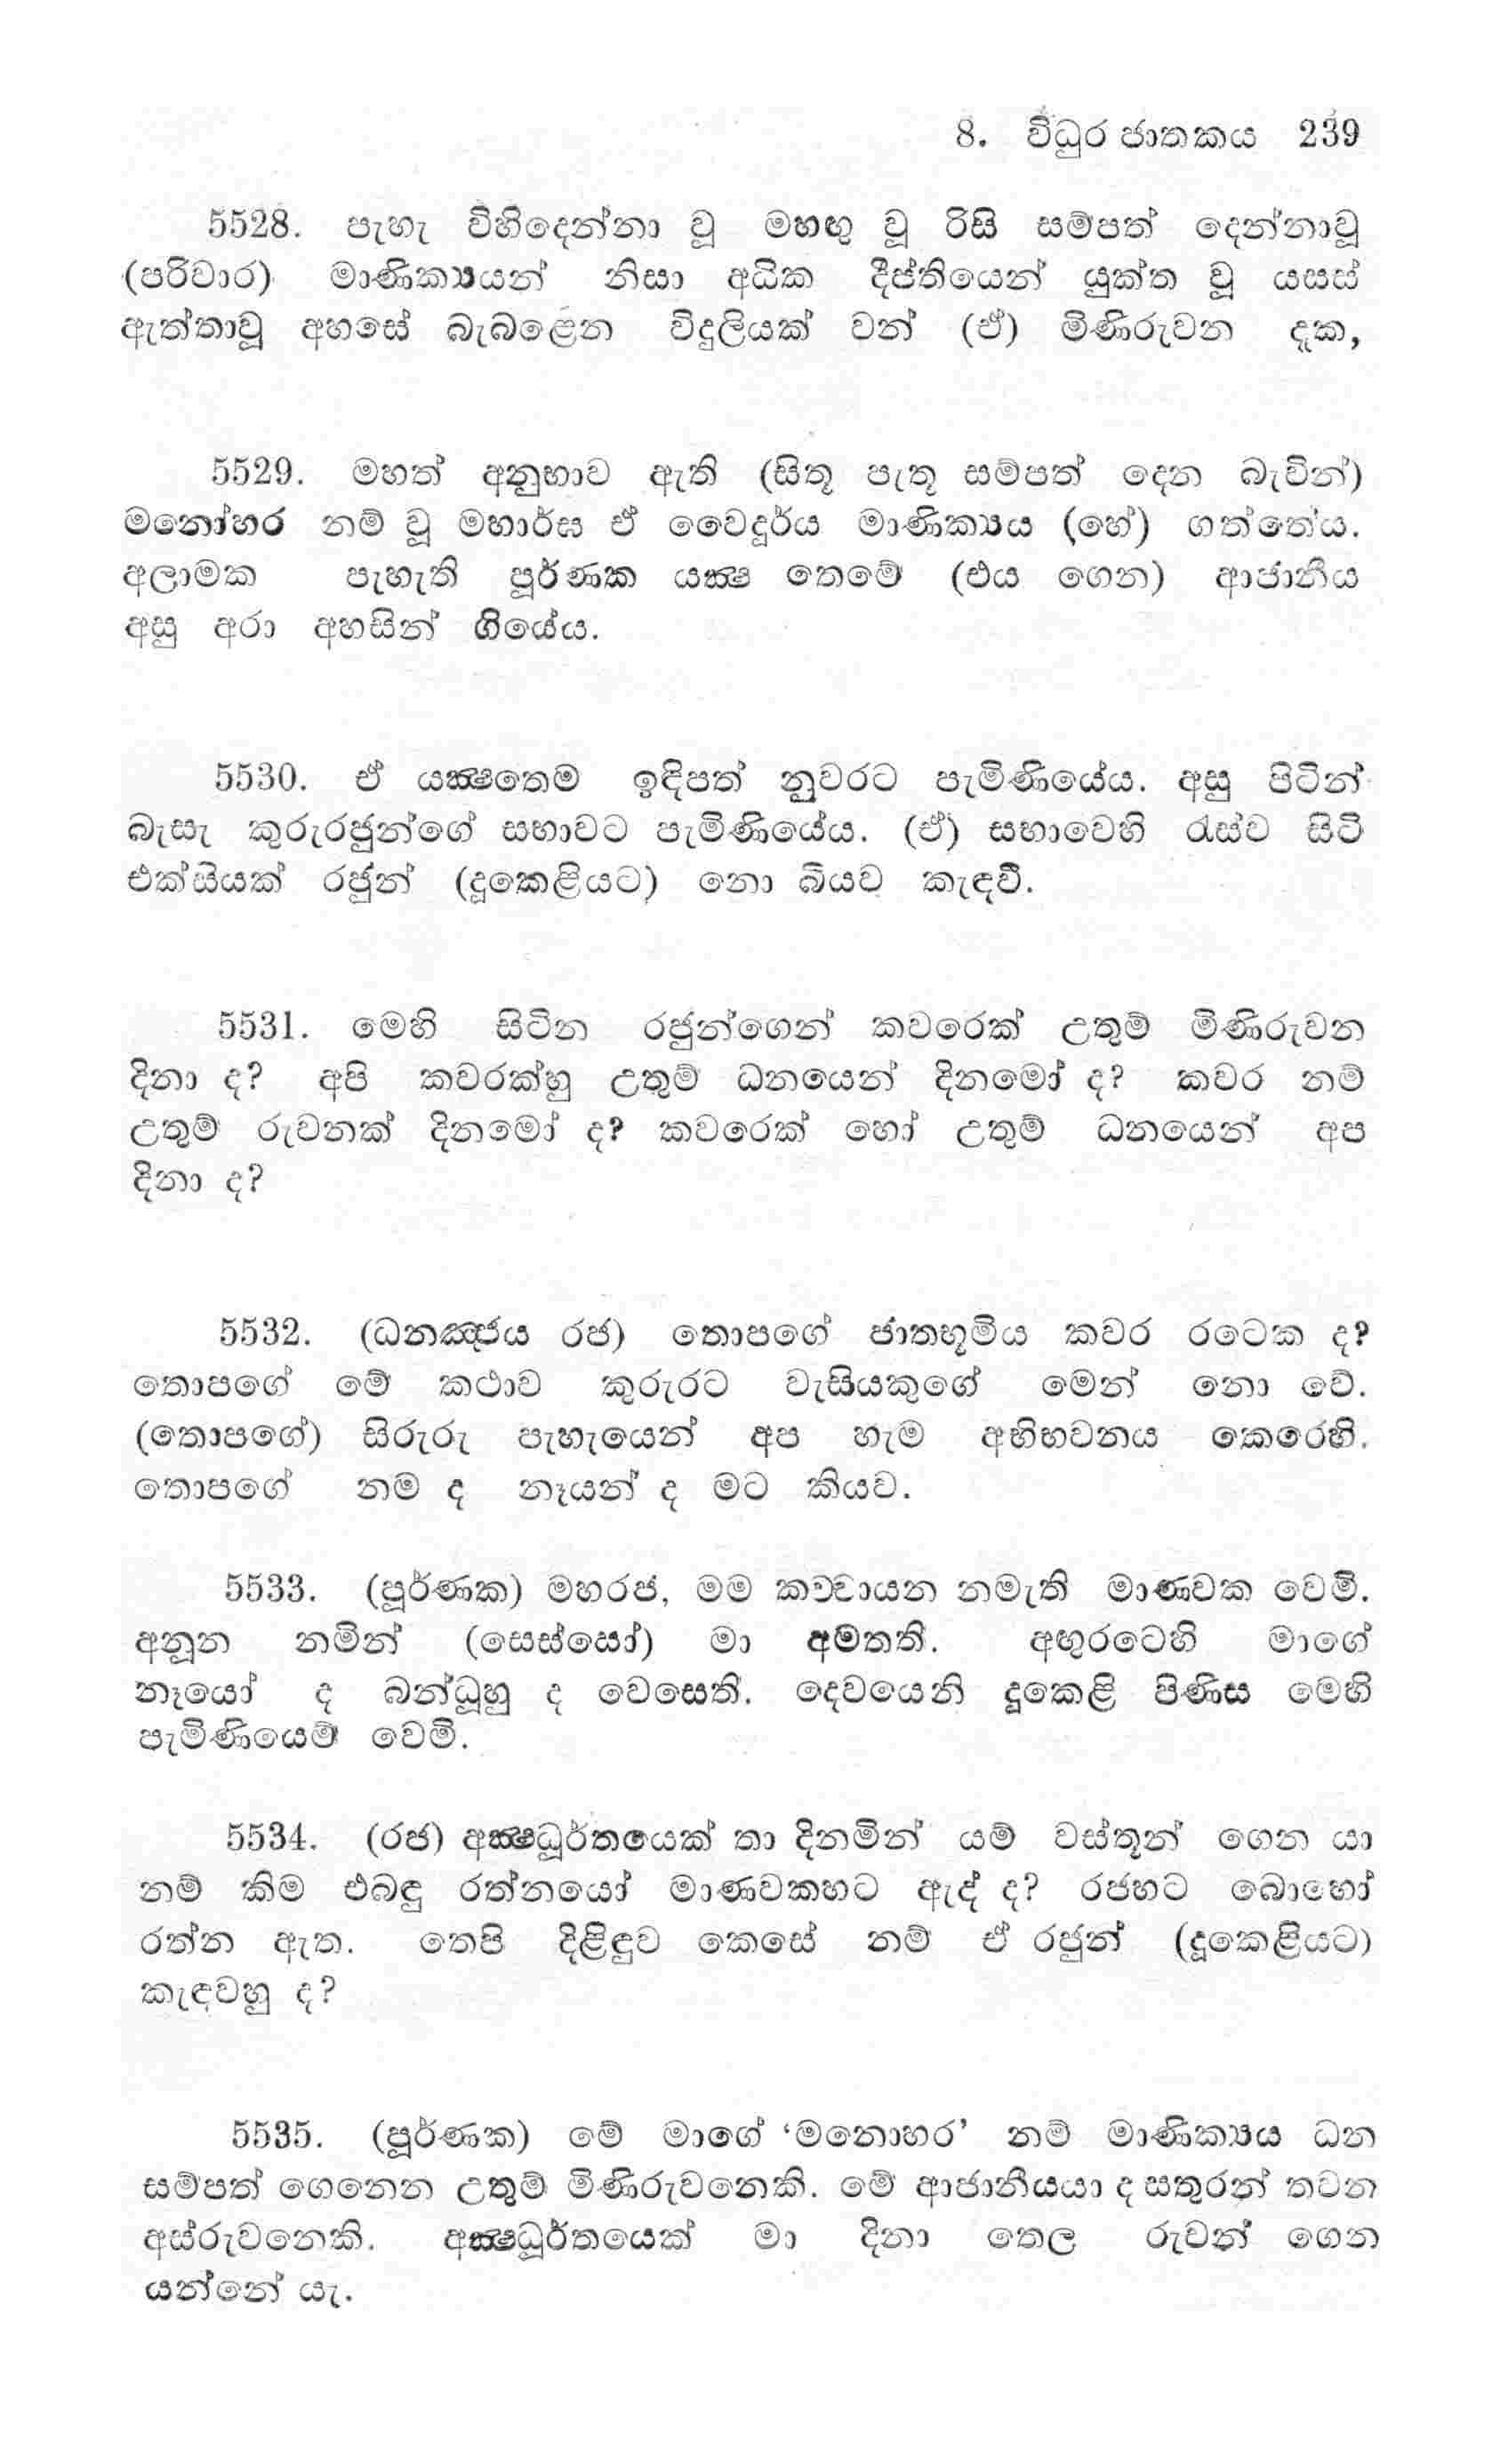 8. විධුර ජාතකය 239
5528. පැහැ විහිදෙන්නා වූ මහඟු වූ රිසි සම්පත් දෙන්නාවූ
(පරිවාර) මාණික්‍යයන් නිසා අධික දීප්තියෙන් යුක්ත වූ යසස්
ඇත්තාවූ අහසේ බැබළෙන විදුලියක් වන් (ඒ) මිණිරුවන දැක,
5529. මහත් අනුභාව ඇති (සිතූ පැතූ සම්පත් දෙන බැවින්)
මනෝහර නම් වූ මහාර්ඝ ඒ වෛදූර්ය මාණික්‍යය (හේ) ගත්තේය.
අලාමක පැහැති පූර්ණක යක්‍ෂ තෙමේ (එය ගෙන) ආජානීය
අසු අරා අහසින් ගියේය.
5530. ඒ යක්‍ෂතෙම ඉඳිපත් නුවරට පැමිණියේය. අසු පිටින්
බැසැ කුරුරජුන්ගේ සභාවට පැමිණියේය. (ඒ) සභාවෙහි රැස්ව සිටි
එක්සියක් රජුන් (දූකෙළියට) නො බියව කැඳවී.
5531. මෙහි සිටින රජුන්ගෙන් කවරෙක් උතුම් මිණිරුවන
දිනා ද? අපි කවරක්හු උතුම් ධනයෙන් දිනමෝ ද? කවර නම්
උතුම් රුවනක් දිනමෝ ද? කවරෙක් හෝ උතුම් ධනයෙන් අප
දිනා ද?
5532. (ධනඤ්ජය රජ) තොපගේ ජාතභූමිය කවර රටෙක ද?
තොපගේ මේ කථාව කුරුරට වැසියකුගේ මෙන් නො වේ.
(තොපගේ) සිරුරු පැහැයෙන් අප හැම අභිභවනය කෙරෙහි.
තොපගේ නම ද නෑයන් ද මට කියව.
5533. (පූර්ණක) මහරජ, මම කච්චායන නමැති මාණවක වෙමි.
අනූන නමින් (සෙස්සෝ) මා අමතති. අඟුරටෙහි මාගේ
නෑයෝ ද බන්ධූහු ද වෙසෙති. දෙවයෙනි දූකෙළි පිණිස මෙහි
පැමිණියෙම් වෙමි.
5534. (රජ) අක්‍ෂධූර්තයෙක් තා දිනමින් යම් වස්තූන් ගෙන යා
නම් කිම එබඳු රත්නයෝ මාණවකහට ඇද් ද? රජහට බොහෝ
රත්න ඇත. තෙපි දිළිඳුව කෙසේ නම් ඒ රජුන් (දූකෙළියට)
කැඳවහු ද?
5535. (පූර්ණක) මේ මාගේ ‘මනොහර’ නම් මාණික්‍යය ධන
සම්පත් ගෙනෙන උතුම් මිණිරුවනෙකි. මේ ආජානීයයා ද සතුරන් තවන
අස්රුවනෙකි. අක්‍ෂධූර්තයෙක් මා දිනා තෙල රුවන් ගෙන
යන්නේ යැ.